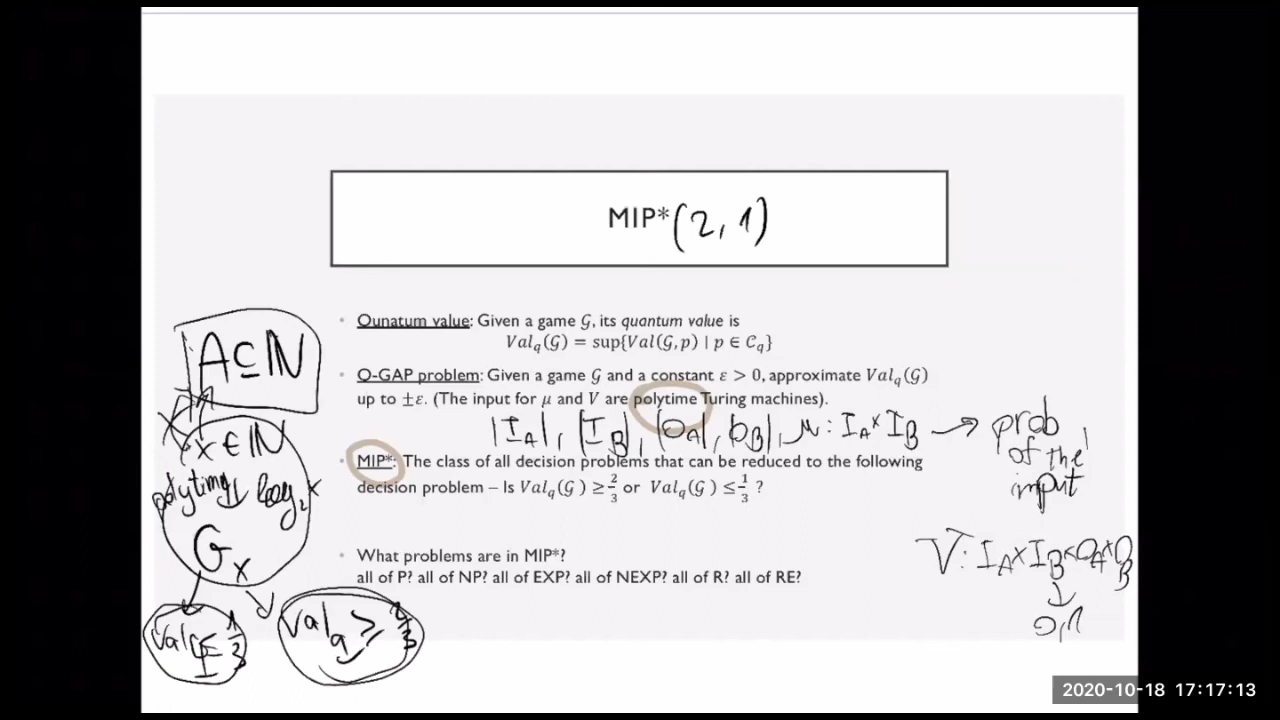 MIP*(2,1)
• Qunatum value: Given a game 𝒢, its quantum value is
Val_q(𝒢) = sup{Val(𝒢, p) | p ∈ 𝒞_q}
• Q-GAP problem: Given a game 𝒢 and a constant ε > 0, approximate Val_q(𝒢)
up to ±ε. (The input for μ and V are polytime Turing machines).
|I_A|, |I_B|, |O_A|, |O_B|, μ: I_A × I_B → prob
of the
input
• MIP*: The class of all decision problems that can be reduced to the following
decision problem – Is Val_q(𝒢) ≥ 2/3 or Val_q(𝒢) ≤ 1/3 ?
• What problems are in MIP*?
all of P? all of NP? all of EXP? all of NEXP? all of R? all of RE?
A ⊆ ℕ
x ∈ ℕ
polytime ↓ log₂ x
G_x
Val_q ≤ 1/3
Val_q ≥ 2/3
V: I_A × I_B × O_A × O_B
↓
0,1
2020-10-18 17:17:13